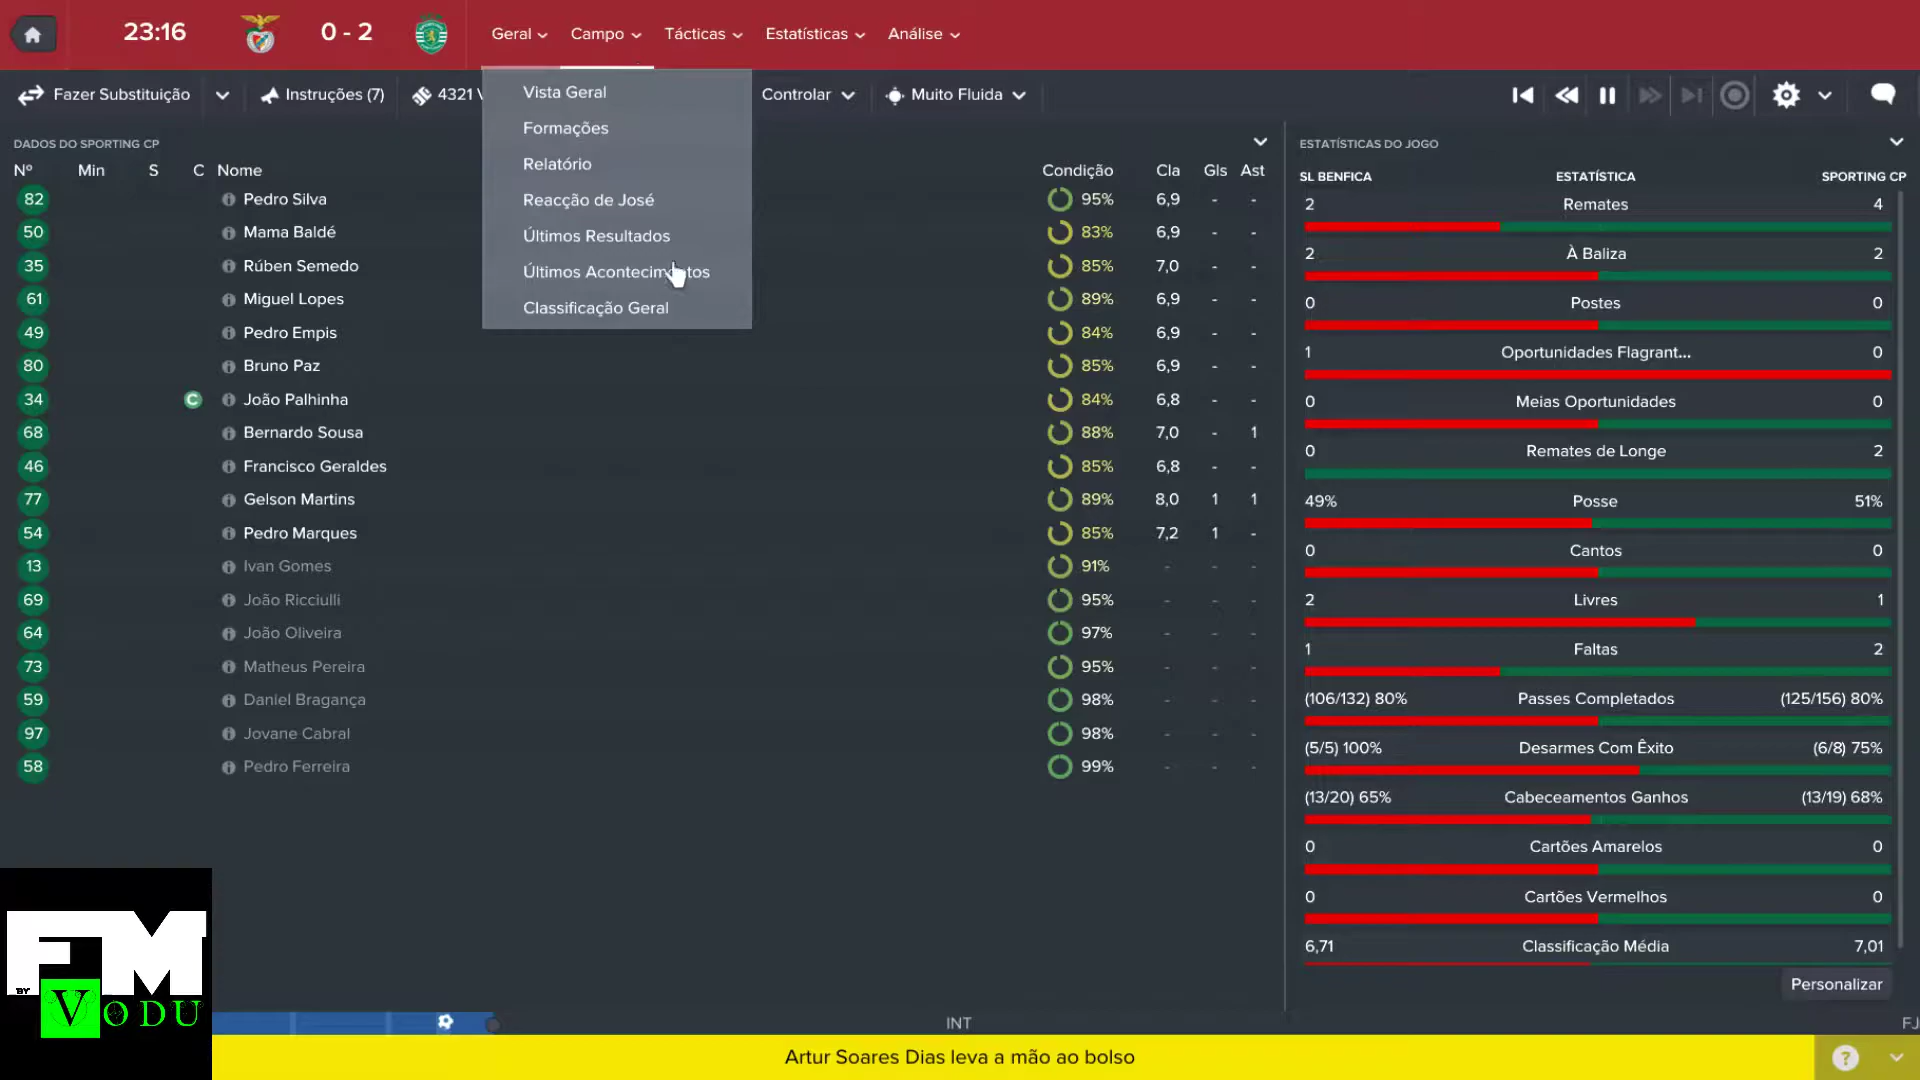 23:16 0 - 2 Geral Campo Tácticas Estatísticas Análise
Fazer Substituição Instruções (7) 4321 Controlar Muito Fluida
Vista Geral
Formações
Relatório
Reacção de José
Últimos Resultados
Classificação Geral
DADOS DO SPORTING CP
Nº Min S C Nome Condição Cla Gls Ast
82 Pedro Silva 95% 6,9 - -
50 Mama Baldé 83% 6,9 - -
35 Rúben Semedo 85% 7,0 - -
61 Miguel Lopes 89% 6,9 - -
49 Pedro Empis 84% 6,9 - -
80 Bruno Paz 85% 6,9 - -
34 C João Palhinha 84% 6,8 - -
68 Bernardo Sousa 88% 7,0 - 1
46 Francisco Geraldes 85% 6,8 - -
77 Gelson Martins 89% 8,0 1 1
54 Pedro Marques 85% 7,2 1 -
13 Ivan Gomes 91% - - -
69 João Ricciulli 95% - - -
64 João Oliveira 97% - - -
73 Matheus Pereira 95% - - -
59 Daniel Bragança 98% - - -
97 Jovane Cabral 98% - - -
58 Pedro Ferreira 99% - - -
ESTATÍSTICAS DO JOGO
SL BENFICA ESTATÍSTICA SPORTING CP
2 Remates 4
2 À Baliza 2
0 Postes 0
1 Oportunidades Flagrant... 0
0 Meias Oportunidades 0
0 Remates de Longe 2
49% Posse 51%
0 Cantos 0
2 Livres 1
1 Faltas 2
(106/132) 80% Passes Completados (125/156) 80%
(5/5) 100% Desarmes Com Êxito (6/8) 75%
(13/20) 65% Cabeceamentos Ganhos (13/19) 68%
0 Cartões Amarelos 0
0 Cartões Vermelhos 0
6,71 Classificação Média 7,01
Personalizar
FM
BY VODU
INT FJ
Artur Soares Dias leva a mão ao bolso
?